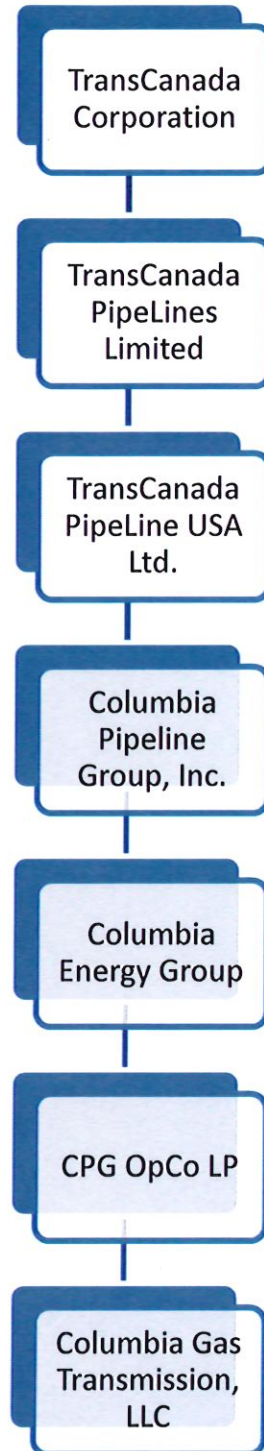 TransCanada
Corporation
TransCanada
PipeLines
Limited
TransCanada
PipeLine USA
Ltd.
Columbia
Pipeline
Group, Inc.
Columbia
Energy Group
CPG OpCo LP
Columbia Gas
Transmission,
LLC